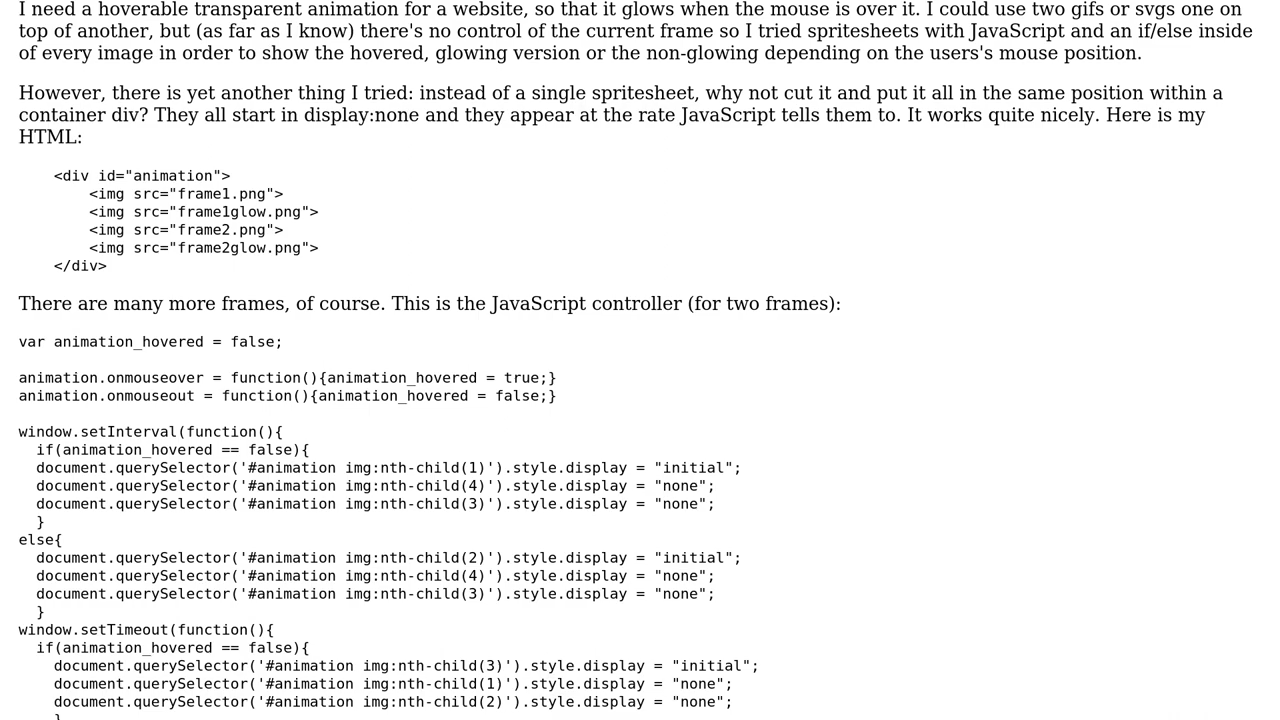 I need a hoverable transparent animation for a website, so that it glows when the mouse is over it. I could use two gifs or svgs one on
top of another, but (as far as I know) there's no control of the current frame so I tried spritesheets with JavaScript and an if/else inside
of every image in order to show the hovered, glowing version or the non-glowing depending on the users's mouse position.
However, there is yet another thing I tried: instead of a single spritesheet, why not cut it and put it all in the same position within a
container div? They all start in display:none and they appear at the rate JavaScript tells them to. It works quite nicely. Here is my
HTML:
    <div id="animation">
        <img src="frame1.png">
        <img src="frame1glow.png">
        <img src="frame2.png">
        <img src="frame2glow.png">
    </div>
There are many more frames, of course. This is the JavaScript controller (for two frames):
var animation_hovered = false;
animation.onmouseover = function(){animation_hovered = true;}
animation.onmouseout = function(){animation_hovered = false;}
window.setInterval(function(){
  if(animation_hovered == false){
  document.querySelector('#animation img:nth-child(1)').style.display = "initial";
  document.querySelector('#animation img:nth-child(4)').style.display = "none";
  document.querySelector('#animation img:nth-child(3)').style.display = "none";
  }
else{
  document.querySelector('#animation img:nth-child(2)').style.display = "initial";
  document.querySelector('#animation img:nth-child(4)').style.display = "none";
  document.querySelector('#animation img:nth-child(3)').style.display = "none";
  }
window.setTimeout(function(){
  if(animation_hovered == false){
    document.querySelector('#animation img:nth-child(3)').style.display = "initial";
    document.querySelector('#animation img:nth-child(1)').style.display = "none";
    document.querySelector('#animation img:nth-child(2)').style.display = "none";
    }